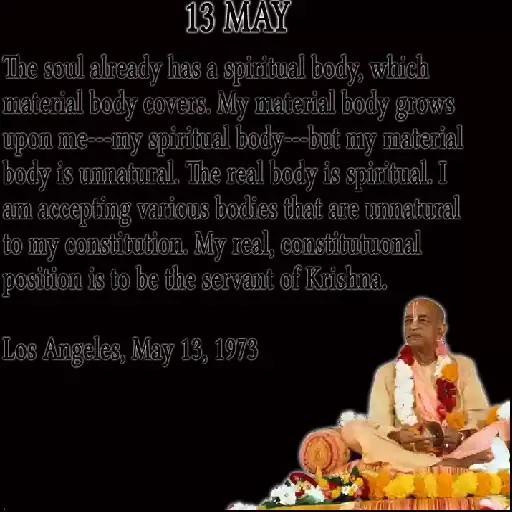 13 MAY
The soul already has a spiritual body, which
material body covers. My material body grows
upon me---my spiritual body---but my material
body is unnatural. The real body is spiritual. I
am accepting various bodies that are unnatural
to my constitution. My real, constitutuonal
position is to be the servant of Krishna.
Los Angeles, May 13, 1973